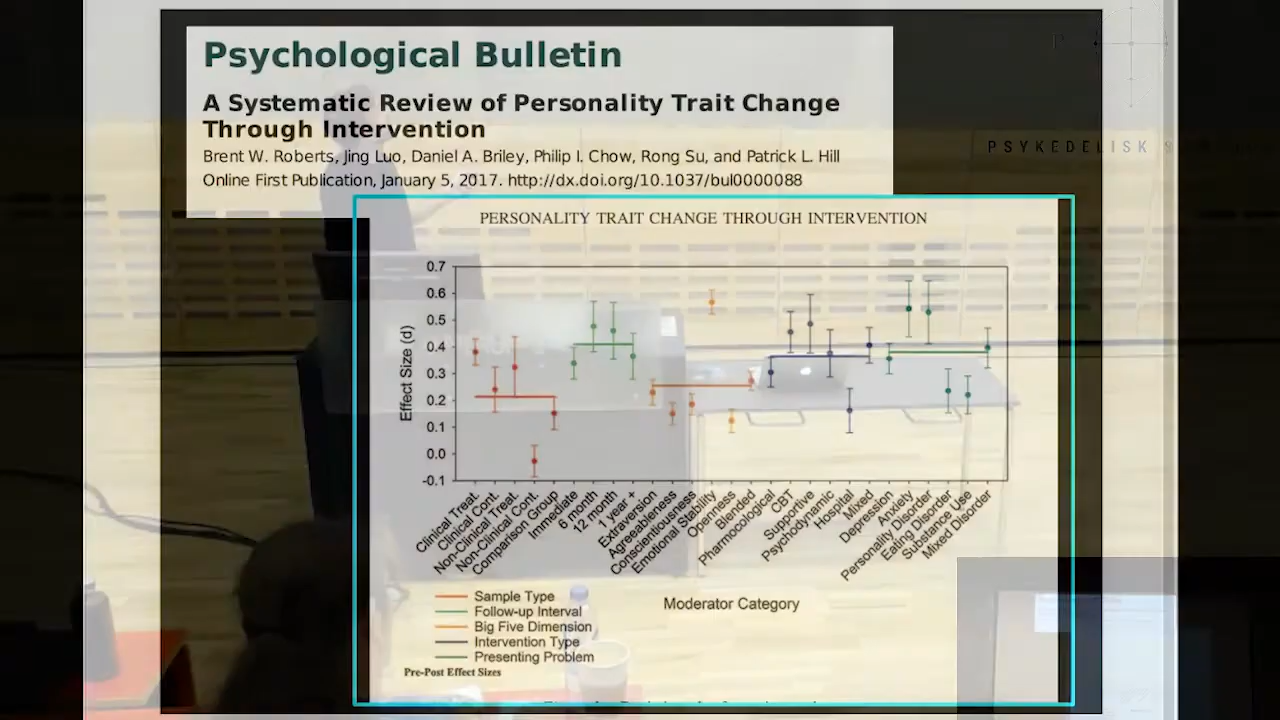 Psychological Bulletin
A Systematic Review of Personality Trait Change
Through Intervention
Brent W. Roberts, Jing Luo, Daniel A. Briley, Philip I. Chow, Rong Su, and Patrick L. Hill
Online First Publication, January 5, 2017. http://dx.doi.org/10.1037/bul0000088
PSYKEDELISK
PERSONALITY TRAIT CHANGE THROUGH INTERVENTION
Effect Size (d)
0.7
0.6
0.5
0.4
0.3
0.2
0.1
0.0
-0.1
Clinical Treat.
Clinical Cont.
Non-Clinical Treat.
Non-Clinical Cont.
Comparison Group
Immediate
6 month
12 month
1 year +
Extraversion
Agreeableness
Conscientiousness
Emotional Stability
Openness
Blended
Pharmocological
CBT
Supportive
Psychodynamic
Hospital
Mixed
Depression
Anxiety
Personality Disorder
Eating Disorder
Substance Use
Mixed Disorder
Moderator Category
Sample Type
Follow-up Interval
Big Five Dimension
Intervention Type
Presenting Problem
Pre-Post Effect Sizes